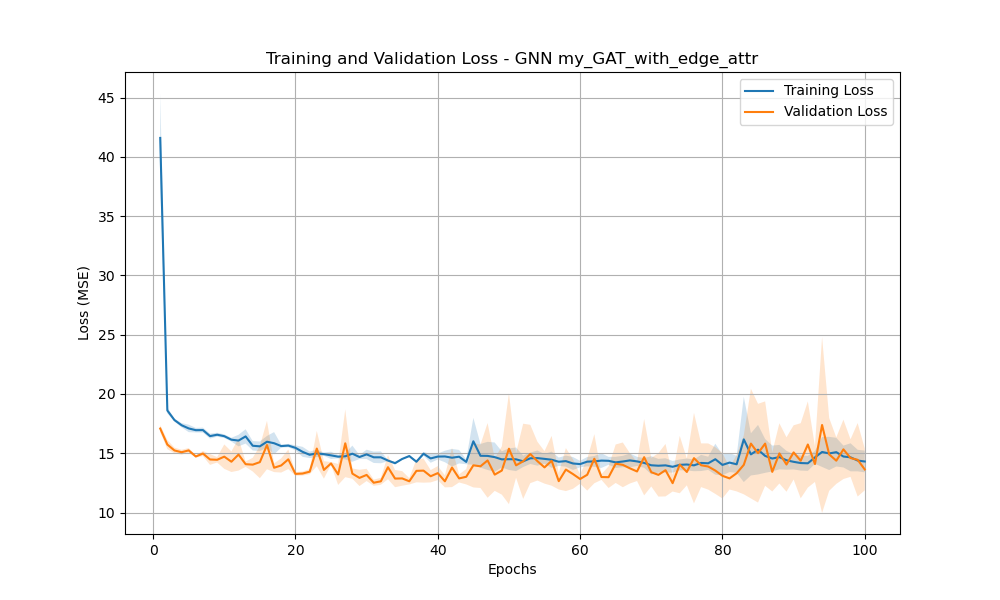 Training and Validation Loss - GNN my_GAT_with_edge_attr
Training Loss
Validation Loss
Loss (MSE)
45
40
35
30
25
20
15
10
0 20 40 60 80 100
Epochs